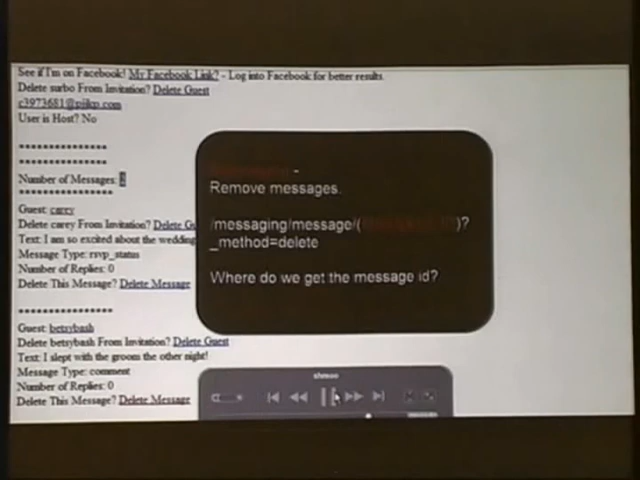 See if I'm on Facebook! My Facebook Link? - Log into Facebook for better results.
Delete surbo From Invitation? Delete Guest
c3973681@pjjkp.com
User is Host? No
***************
***************
Number of Messages: 2
****************
Guest: carey
Delete carey From Invitation? Delete Gu
Text: I am so excited about the wedding
Message Type: rsvp_status
Number of Replies: 0
Delete This Message? Delete Message
****************
Guest: betsybash
Delete betsybash From Invitation? Delete Guest
Text: I slept with the groom the other night!
Message Type: comment
Number of Replies: 0
Delete This Message? Delete Message
-
Remove messages.
/messaging/message/( )?
_method=delete
Where do we get the message id?
shmoo